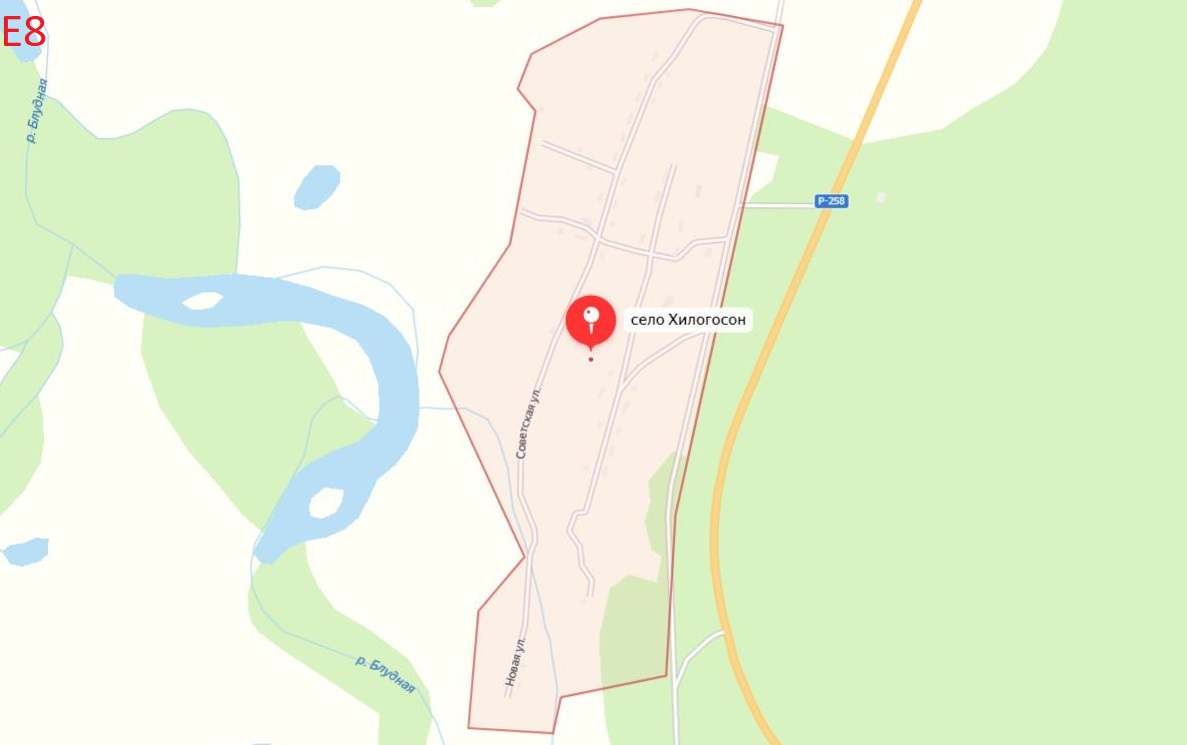 E8
р. Блудная
Р-258
село Хилогосон
Советская ул.
Новая ул.
р. Блудная